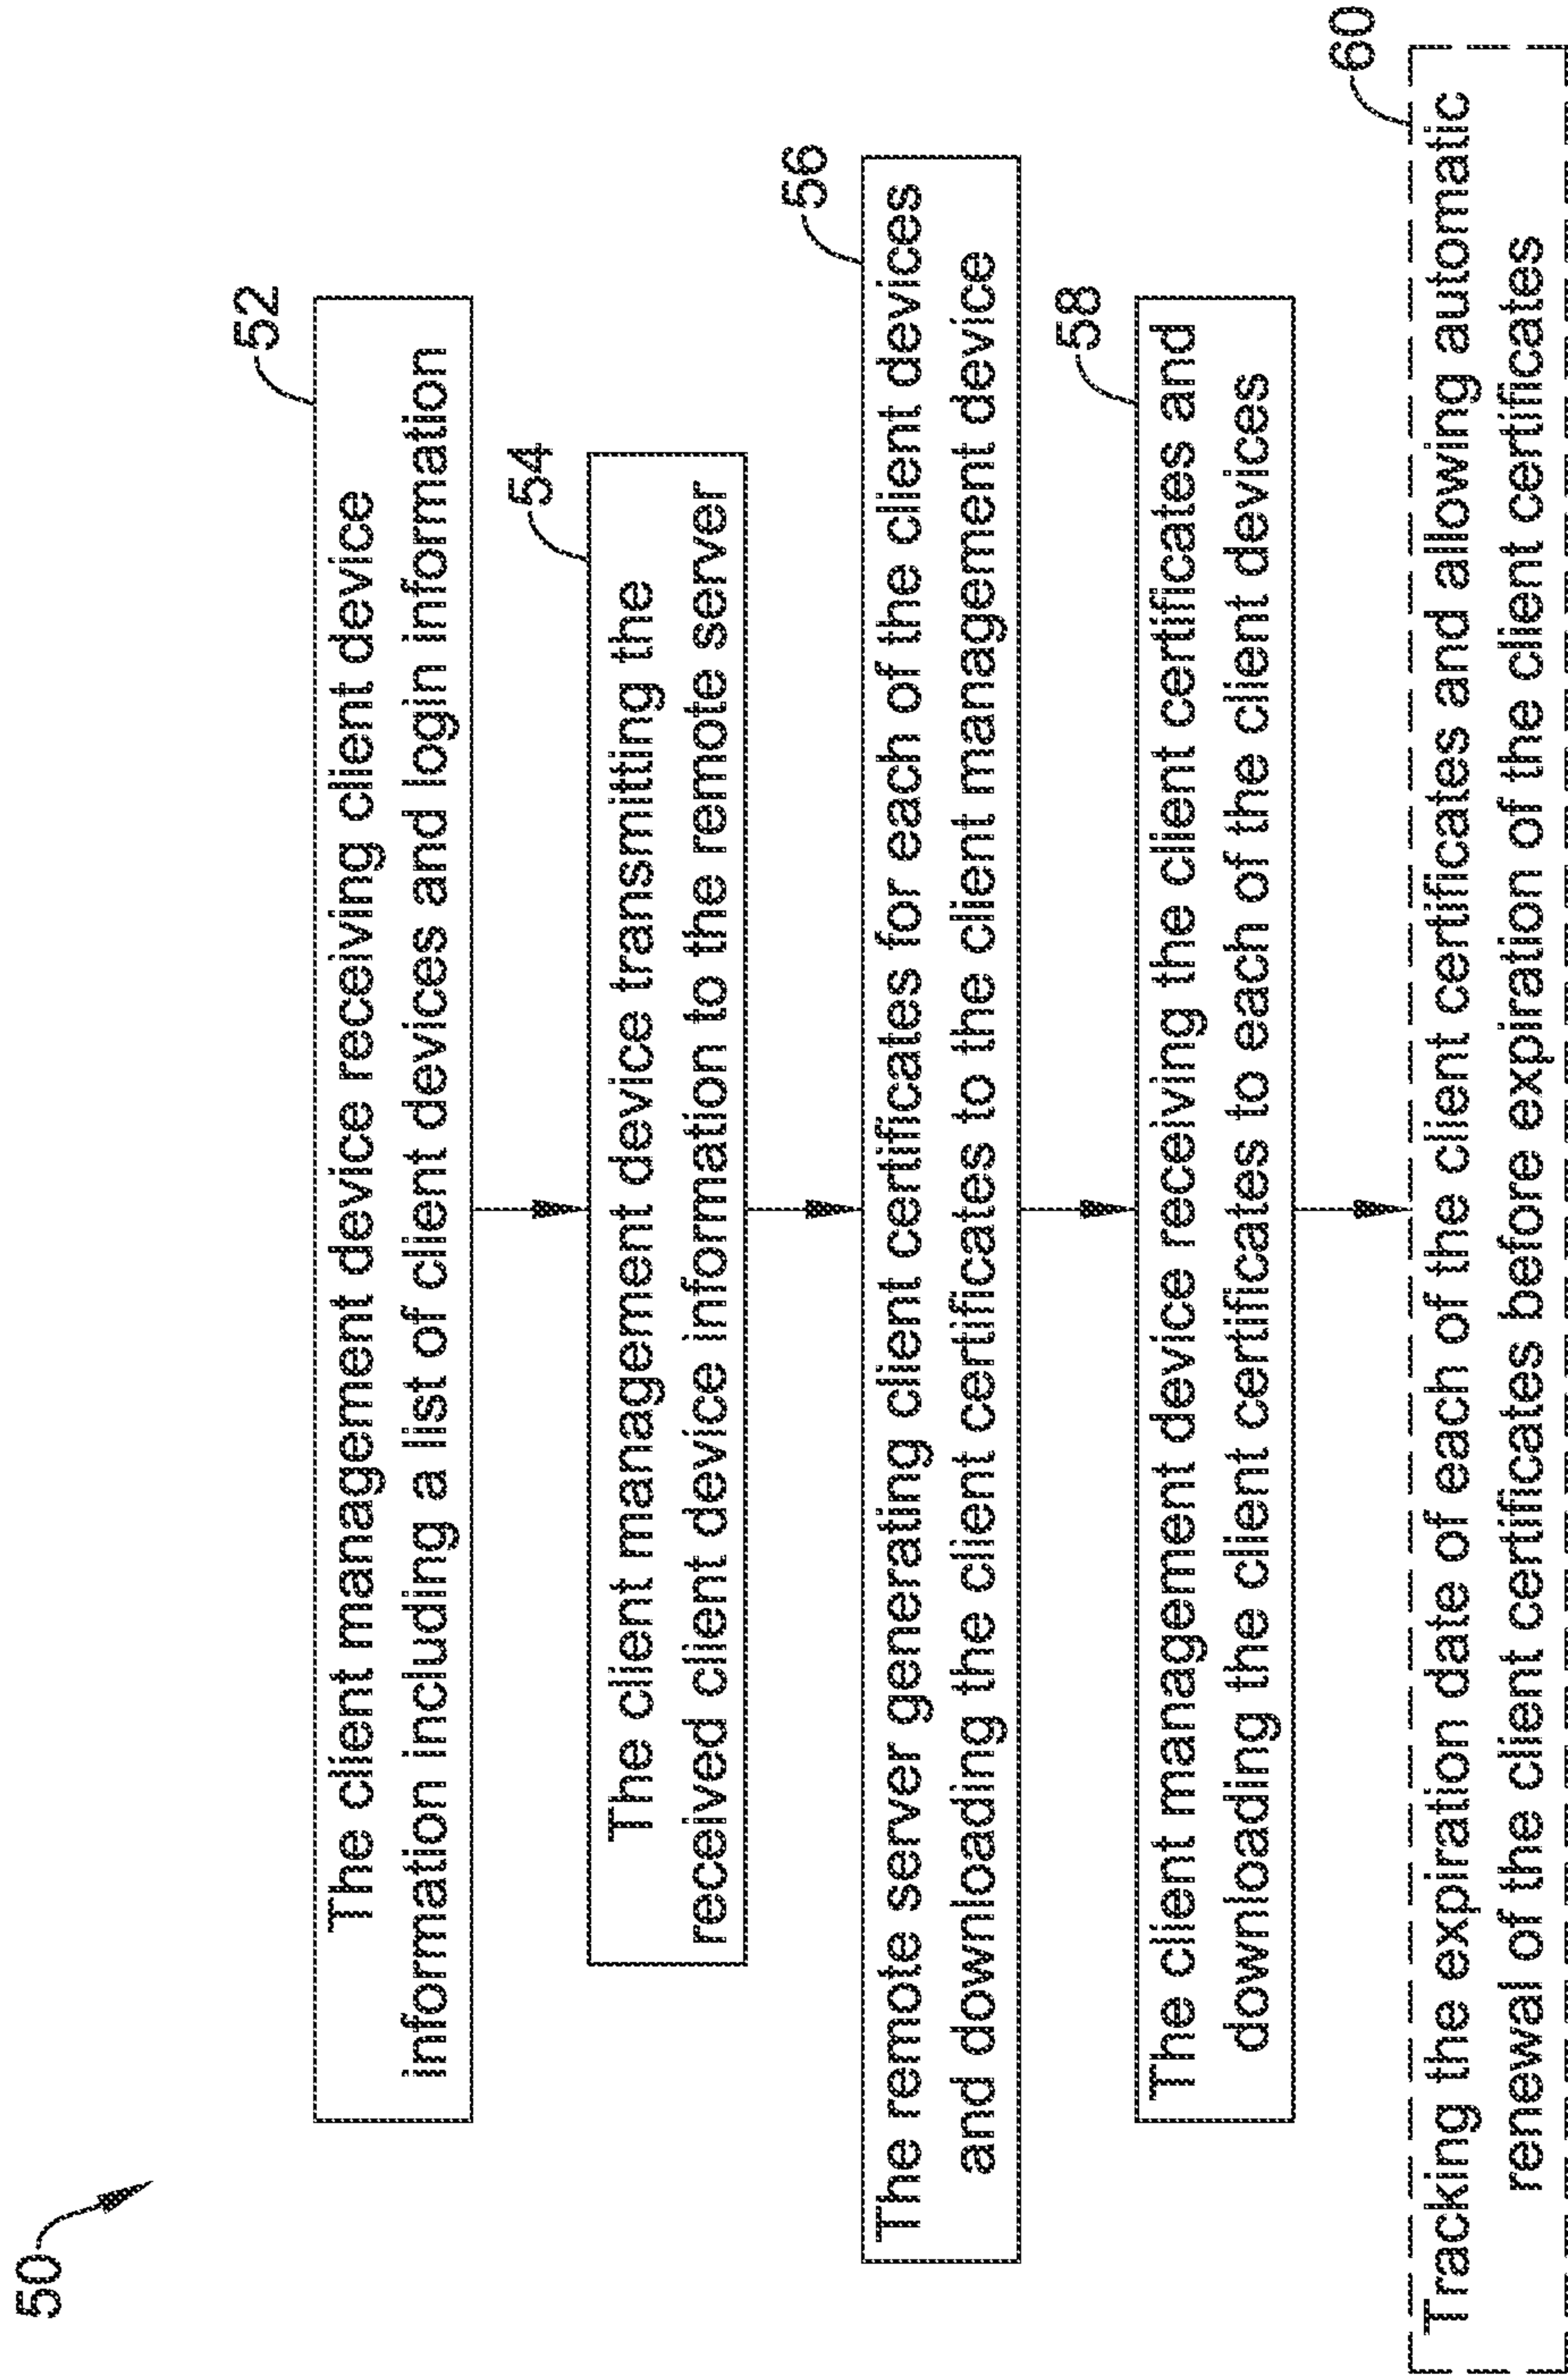 50
52
The client management device receiving client device
information including a list of client devices and login information
54
The client management device transmitting the
received client device information to the remote server
56
The remote server generating client certificates for each of the client devices
and downloading the client certificates to the client management device
58
The client management device receiving the client certificates and
downloading the client certificates to each of the client devices
60
Tracking the expiration date of each of the client certificates and allowing automatic
renewal of the client certificates before expiration of the client certificates